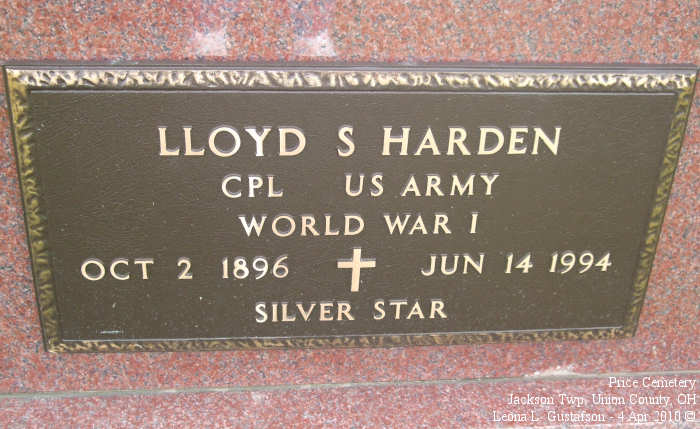 LLOYD S HARDEN
CPL US ARMY
WORLD WAR I
OCT 2 1896 JUN 14 1994
SILVER STAR
Price Cemetery
Jackson Twp, Union County, OH
Leona L. Gustafson - 4 Apr 2010 ©